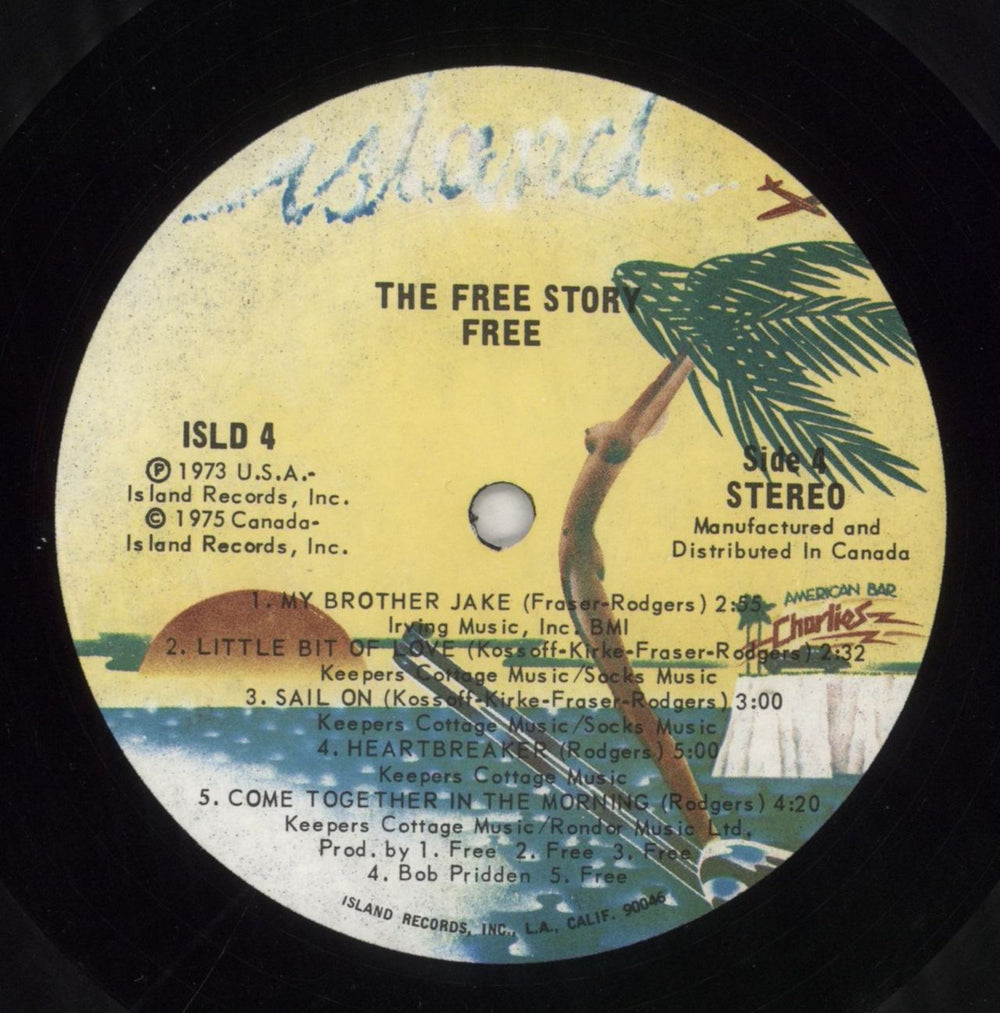 island
THE FREE STORY
FREE
ISLD 4
Ⓟ 1973 U.S.A.-
Island Records, Inc.
© 1975 Canada-
Island Records, Inc.
Side 4
STEREO
Manufactured and
Distributed In Canada
AMERICAN BAR
Charlies
1. MY BROTHER JAKE (Fraser-Rodgers) 2:55
Irving Music, Inc. BMI
2. LITTLE BIT OF LOVE (Kossoff-Kirke-Fraser-Rodgers) 2:32
Keepers Cottage Music/Socks Music
3. SAIL ON (Kossoff-Kirke-Fraser-Rodgers) 3:00
Keepers Cottage Music/Socks Music
4. HEARTBREAKER (Rodgers) 5:00
Keepers Cottage Music
5. COME TOGETHER IN THE MORNING (Rodgers) 4:20
Keepers Cottage Music/Rondor Music Ltd.
Prod. by 1. Free 2. Free 3. Free
4. Bob Pridden 5. Free
ISLAND RECORDS, INC., L.A., CALIF. 90046